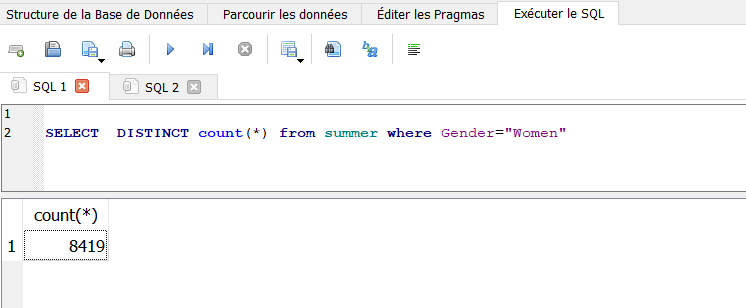 Structure de la Base de Données Parcourir les données Éditer les Pragmas Exécuter le SQL
SQL 1 SQL 2
1
2 SELECT  DISTINCT count(*) from summer where Gender="Women"
count(*)
1 8419